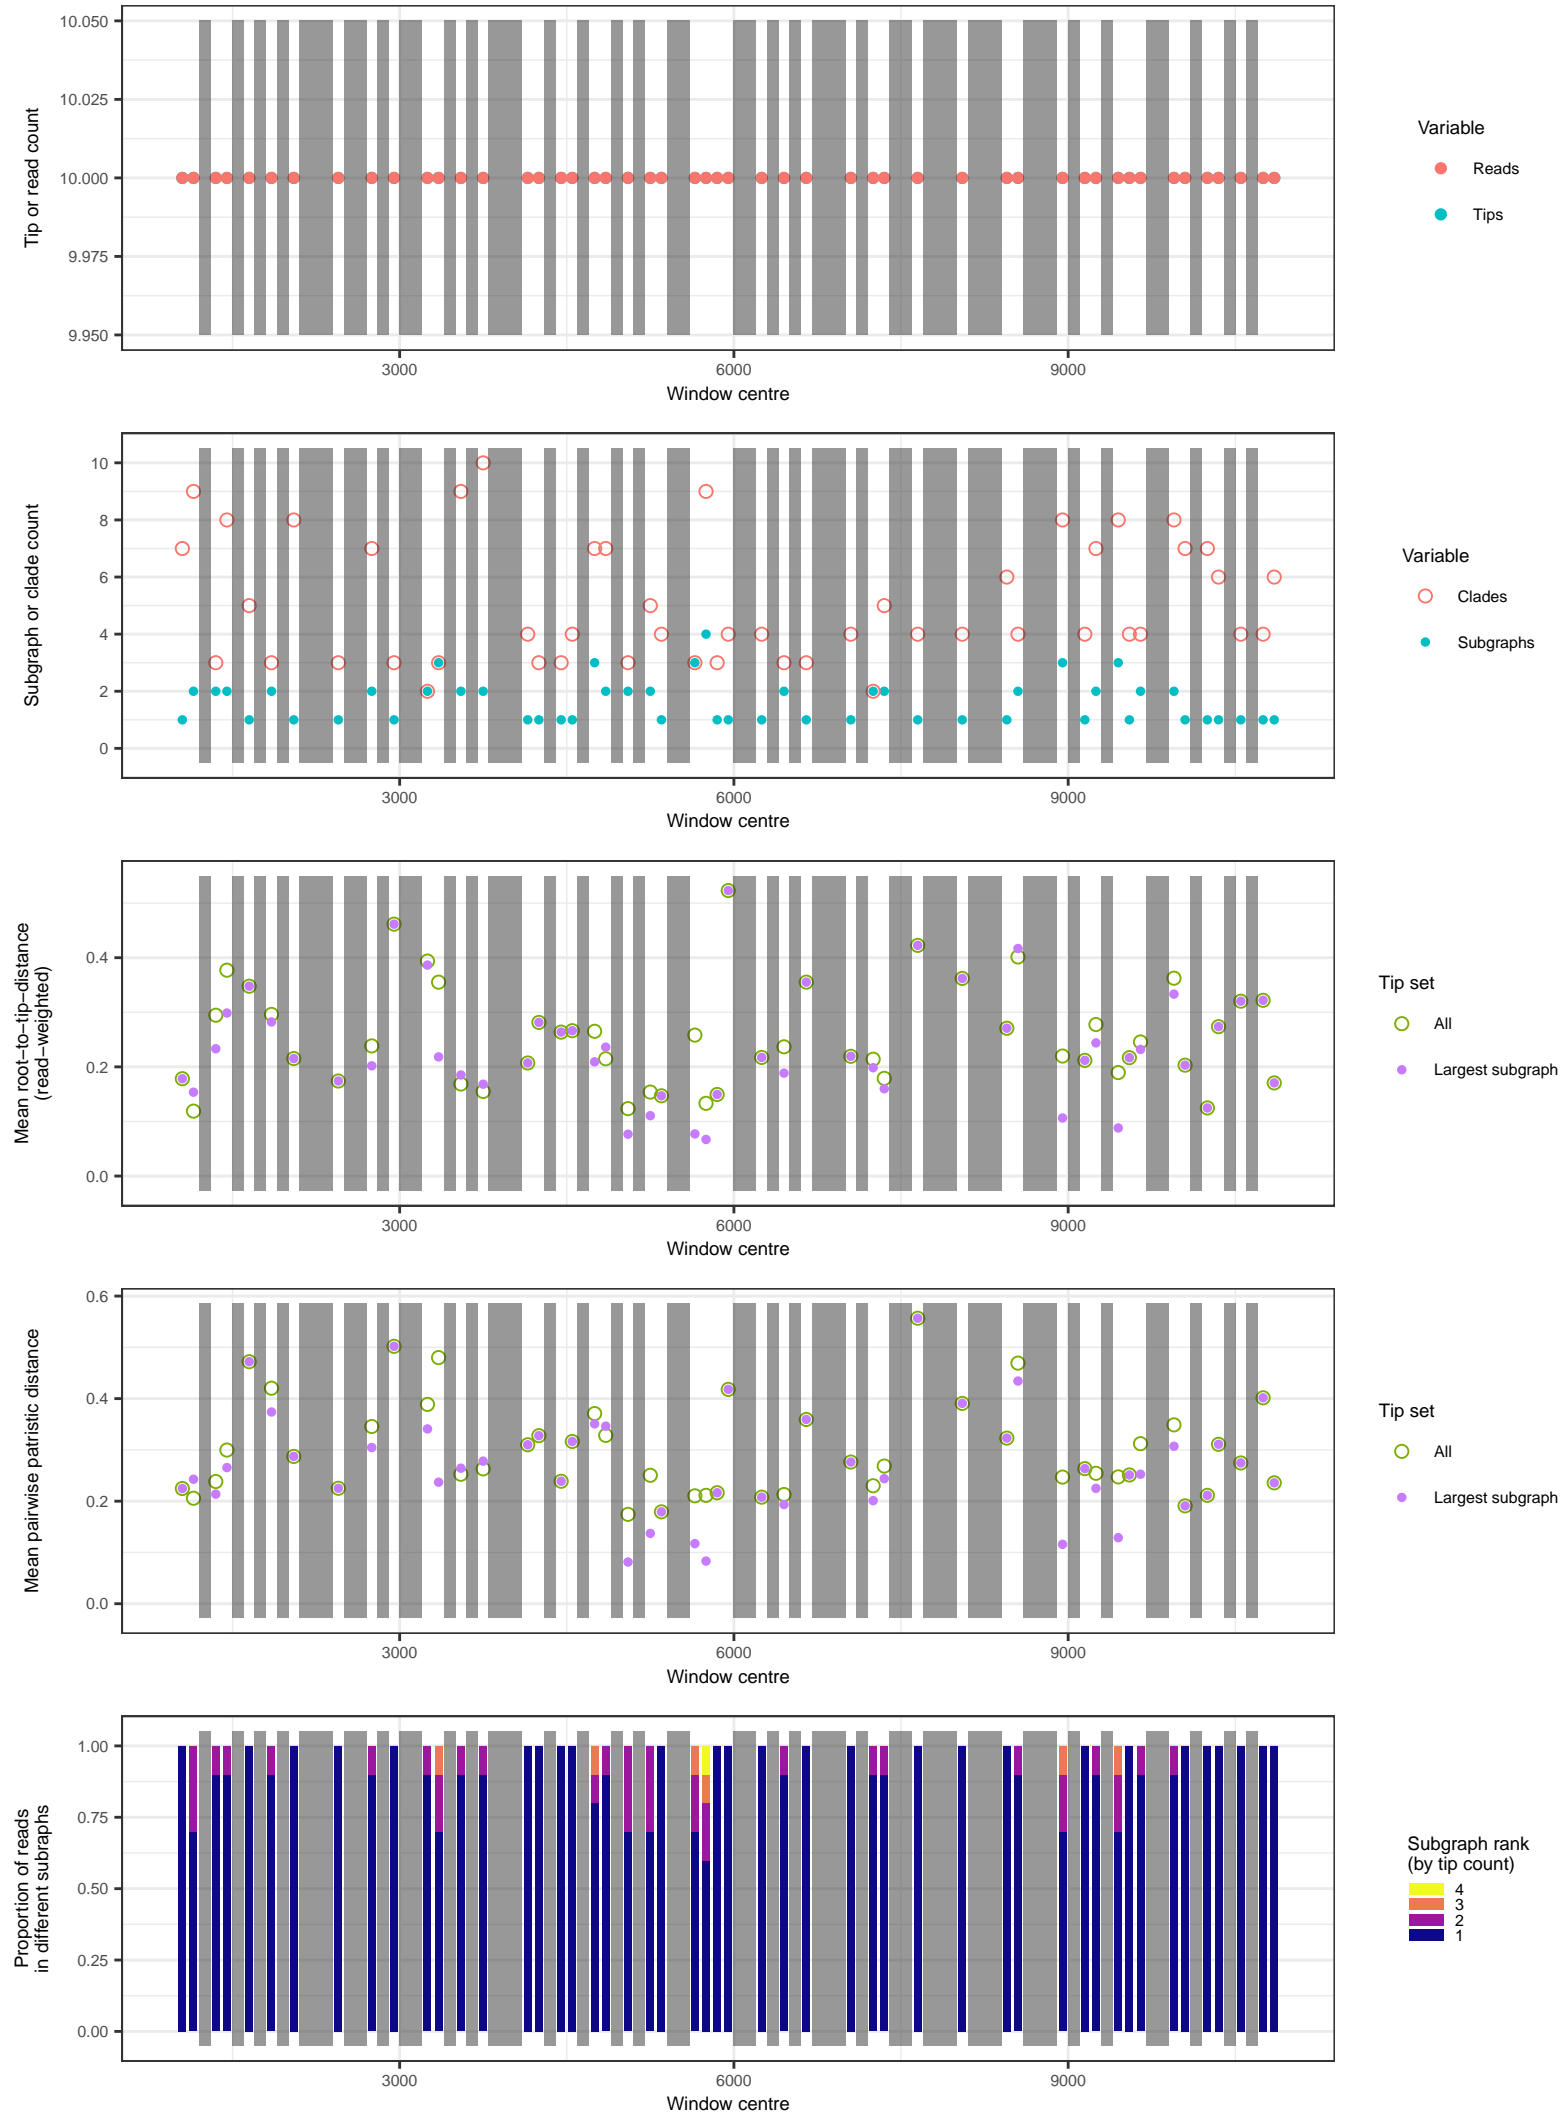 10.050
10.025
10.000
9.975
9.950
Tip or read count
3000 6000 9000
Window centre
Variable
Reads
Tips
10
8
6
4
2
0
Subgraph or clade count
3000 6000 9000
Window centre
Variable
Clades
Subgraphs
0.4
0.2
0.0
Mean root−to−tip−distance
(read−weighted)
3000 6000 9000
Window centre
Tip set
All
Largest subgraph
0.6
0.4
0.2
0.0
Mean pairwise patristic distance
3000 6000 9000
Window centre
Tip set
All
Largest subgraph
1.00
0.75
0.50
0.25
0.00
Proportion of reads
in different subraphs
3000 6000 9000
Window centre
Subgraph rank
(by tip count)
4
3
2
1